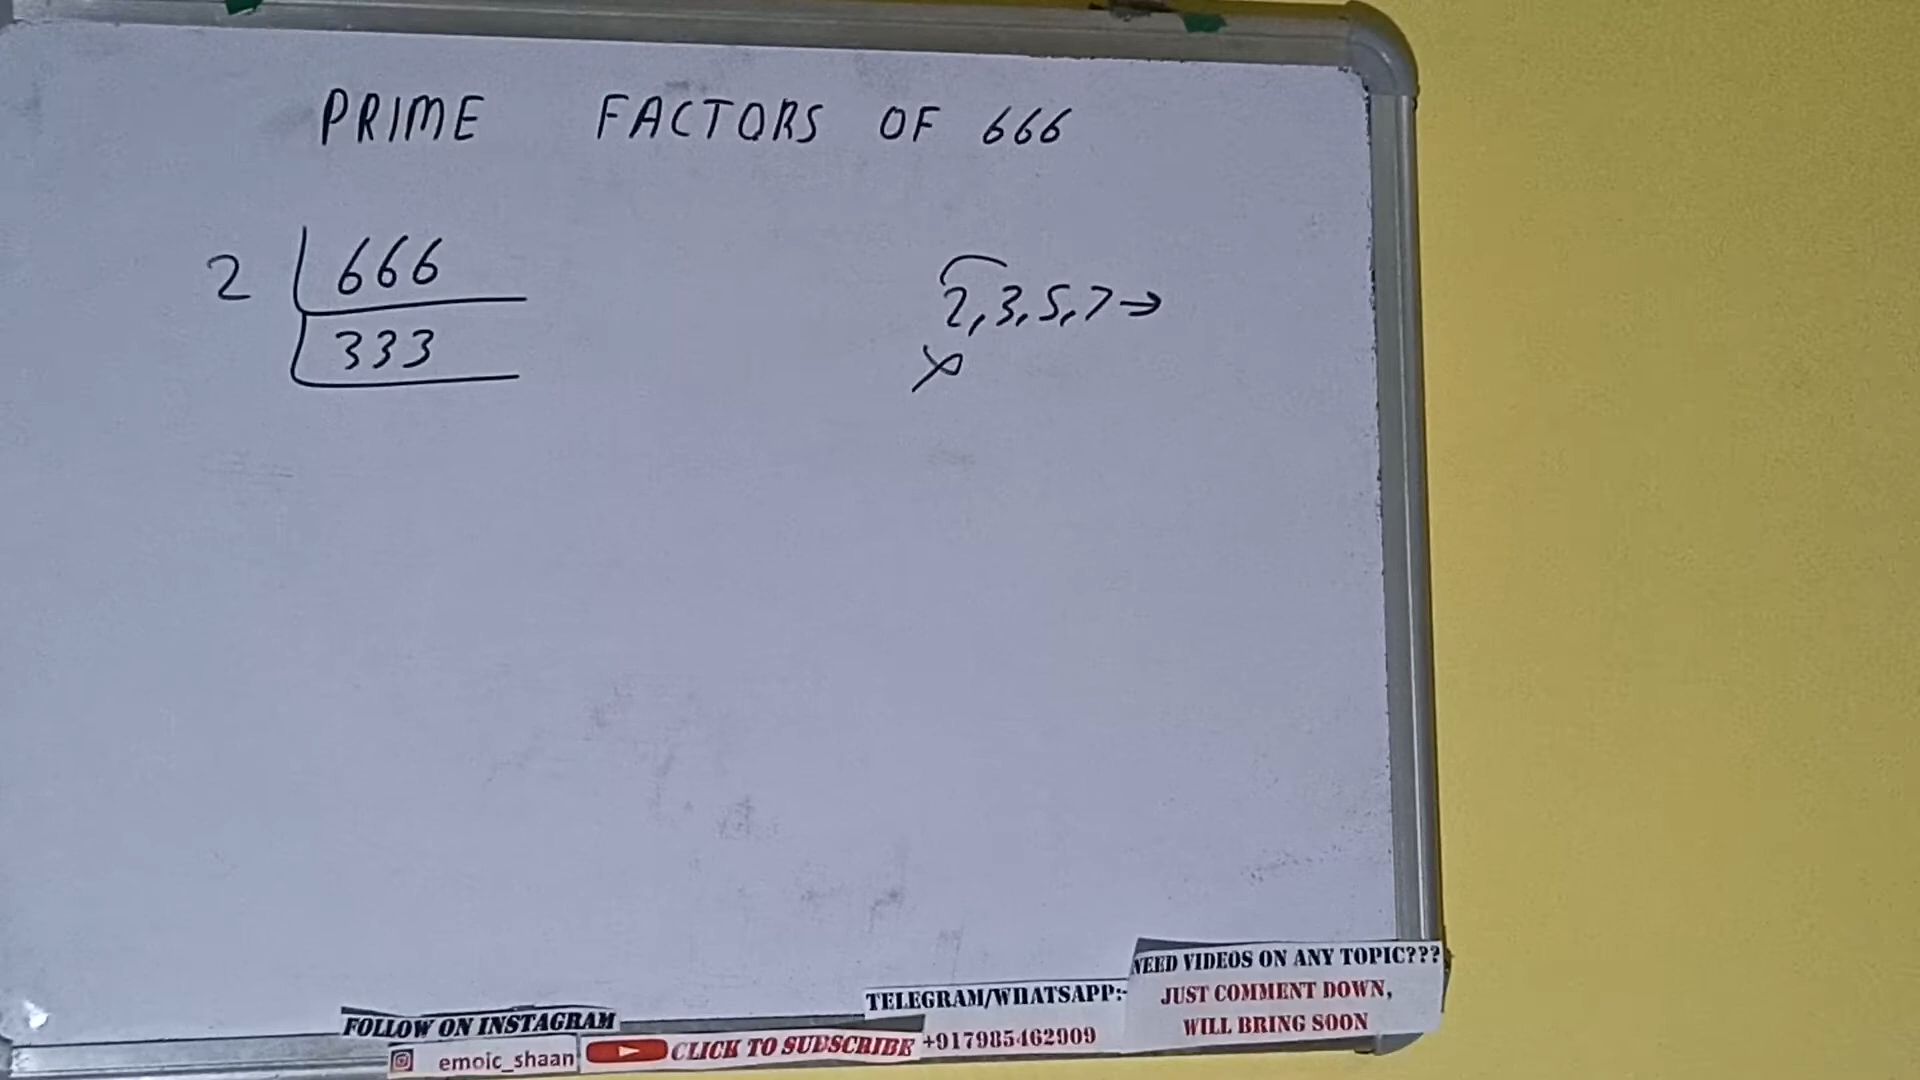 PRIME FACTORS OF 666
2 666
333
2,3,5,7→
×
NEED VIDEOS ON ANY TOPIC???
JUST COMMENT DOWN,
WILL BRING SOON
TELEGRAM/WHATSAPP:-
+917985462909
FOLLOW ON INSTAGRAM
emoic_shaan
CLICK TO SUBSCRIBE